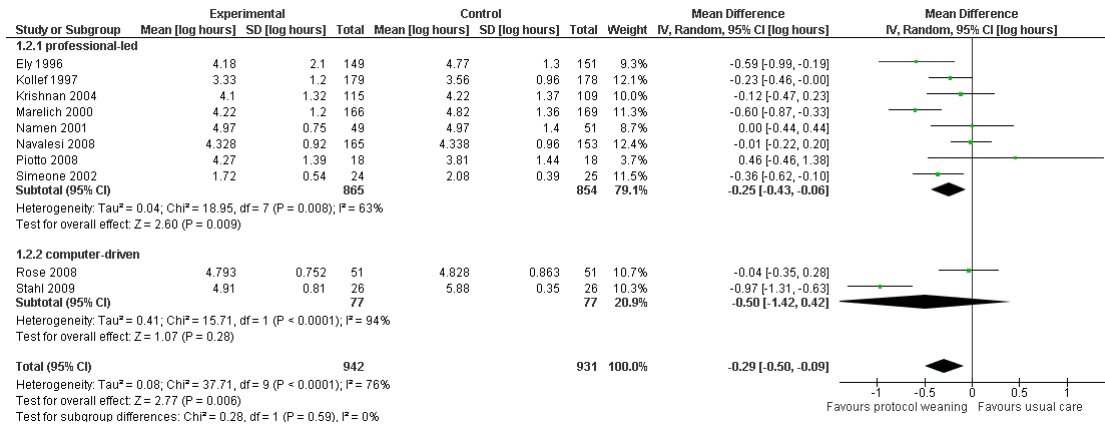 Experimental Control Mean Difference Mean Difference
Study or Subgroup Mean [log hours] SD [log hours] Total Mean [log hours] SD [log hours] Total Weight IV, Random, 95% CI [log hours] IV, Random, 95% CI [log hours]
1.2.1 professional-led
Ely 1996 4.18 2.1 149 4.77 1.3 151 9.3% -0.59 [-0.99, -0.19]
Kollef 1997 3.33 1.2 179 3.56 0.96 178 12.1% -0.23 [-0.46, -0.00]
Krishnan 2004 4.1 1.32 115 4.22 1.37 109 10.0% -0.12 [-0.47, 0.23]
Marelich 2000 4.22 1.2 166 4.82 1.36 169 11.3% -0.60 [-0.87, -0.33]
Namen 2001 4.97 0.75 49 4.97 1.4 51 8.7% 0.00 [-0.44, 0.44]
Navalesi 2008 4.328 0.92 165 4.338 0.96 153 12.4% -0.01 [-0.22, 0.20]
Piotto 2008 4.27 1.39 18 3.81 1.44 18 3.7% 0.46 [-0.46, 1.38]
Simeone 2002 1.72 0.54 24 2.08 0.39 25 11.5% -0.36 [-0.62, -0.10]
Subtotal (95% CI) 865 854 79.1% -0.25 [-0.43, -0.06]
Heterogeneity: Tau² = 0.04; Chi² = 18.95, df = 7 (P = 0.008); I² = 63%
Test for overall effect: Z = 2.60 (P = 0.009)
1.2.2 computer-driven
Rose 2008 4.793 0.752 51 4.828 0.863 51 10.7% -0.04 [-0.35, 0.28]
Stahl 2009 4.91 0.81 26 5.88 0.35 26 10.3% -0.97 [-1.31, -0.63]
Subtotal (95% CI) 77 77 20.9% -0.50 [-1.42, 0.42]
Heterogeneity: Tau² = 0.41; Chi² = 15.71, df = 1 (P < 0.0001); I² = 94%
Test for overall effect: Z = 1.07 (P = 0.28)
Total (95% CI) 942 931 100.0% -0.29 [-0.50, -0.09]
Heterogeneity: Tau² = 0.08; Chi² = 37.71, df = 9 (P < 0.0001); I² = 76%
Test for overall effect: Z = 2.77 (P = 0.006)
Test for subgroup differences: Chi² = 0.28, df = 1 (P = 0.59), I² = 0%
-1 -0.5 0 0.5 1
Favours protocol weaning Favours usual care